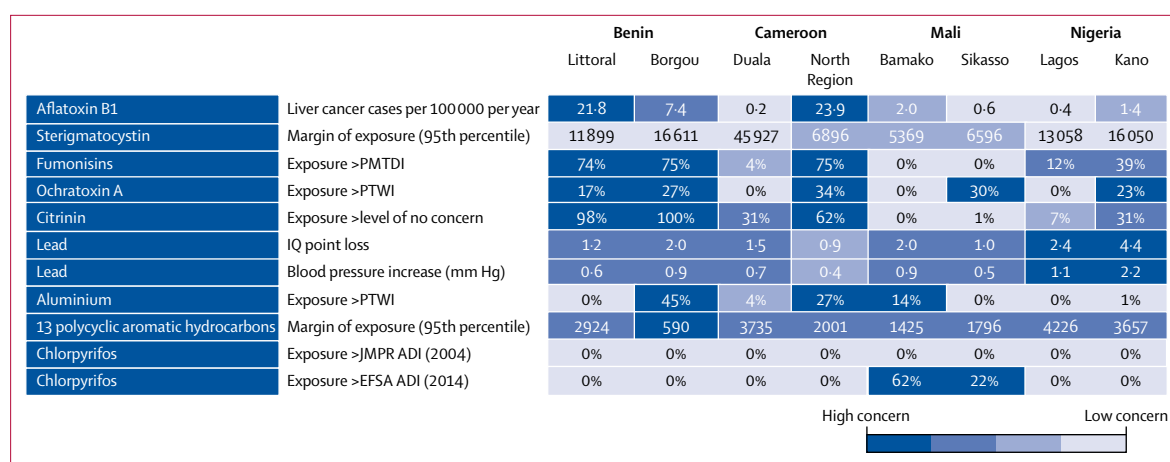 Benin Cameroon Mali Nigeria
Littoral Borgou Duala North Region Bamako Sikasso Lagos Kano
Aflatoxin B1 Liver cancer cases per 100 000 per year 21·8 7·4 0·2 23·9 2·0 0·6 0·4 1·4
Sterigmatocystin Margin of exposure (95th percentile) 11 899 16 611 45 927 6896 5369 6596 13 058 16 050
Fumonisins Exposure >PMTDI 74% 75% 4% 75% 0% 0% 12% 39%
Ochratoxin A Exposure >PTWI 17% 27% 0% 34% 0% 30% 0% 23%
Citrinin Exposure >level of no concern 98% 100% 31% 62% 0% 1% 7% 31%
Lead IQ point loss 1·2 2·0 1·5 0·9 2·0 1·0 2·4 4·4
Lead Blood pressure increase (mm Hg) 0·6 0·9 0·7 0·4 0·9 0·5 1·1 2·2
Aluminium Exposure >PTWI 0% 45% 4% 27% 14% 0% 0% 1%
13 polycyclic aromatic hydrocarbons Margin of exposure (95th percentile) 2924 590 3735 2001 1425 1796 4226 3657
Chlorpyrifos Exposure >JMPR ADI (2004) 0% 0% 0% 0% 0% 0% 0% 0%
Chlorpyrifos Exposure >EFSA ADI (2014) 0% 0% 0% 0% 62% 22% 0% 0%
High concern Low concern